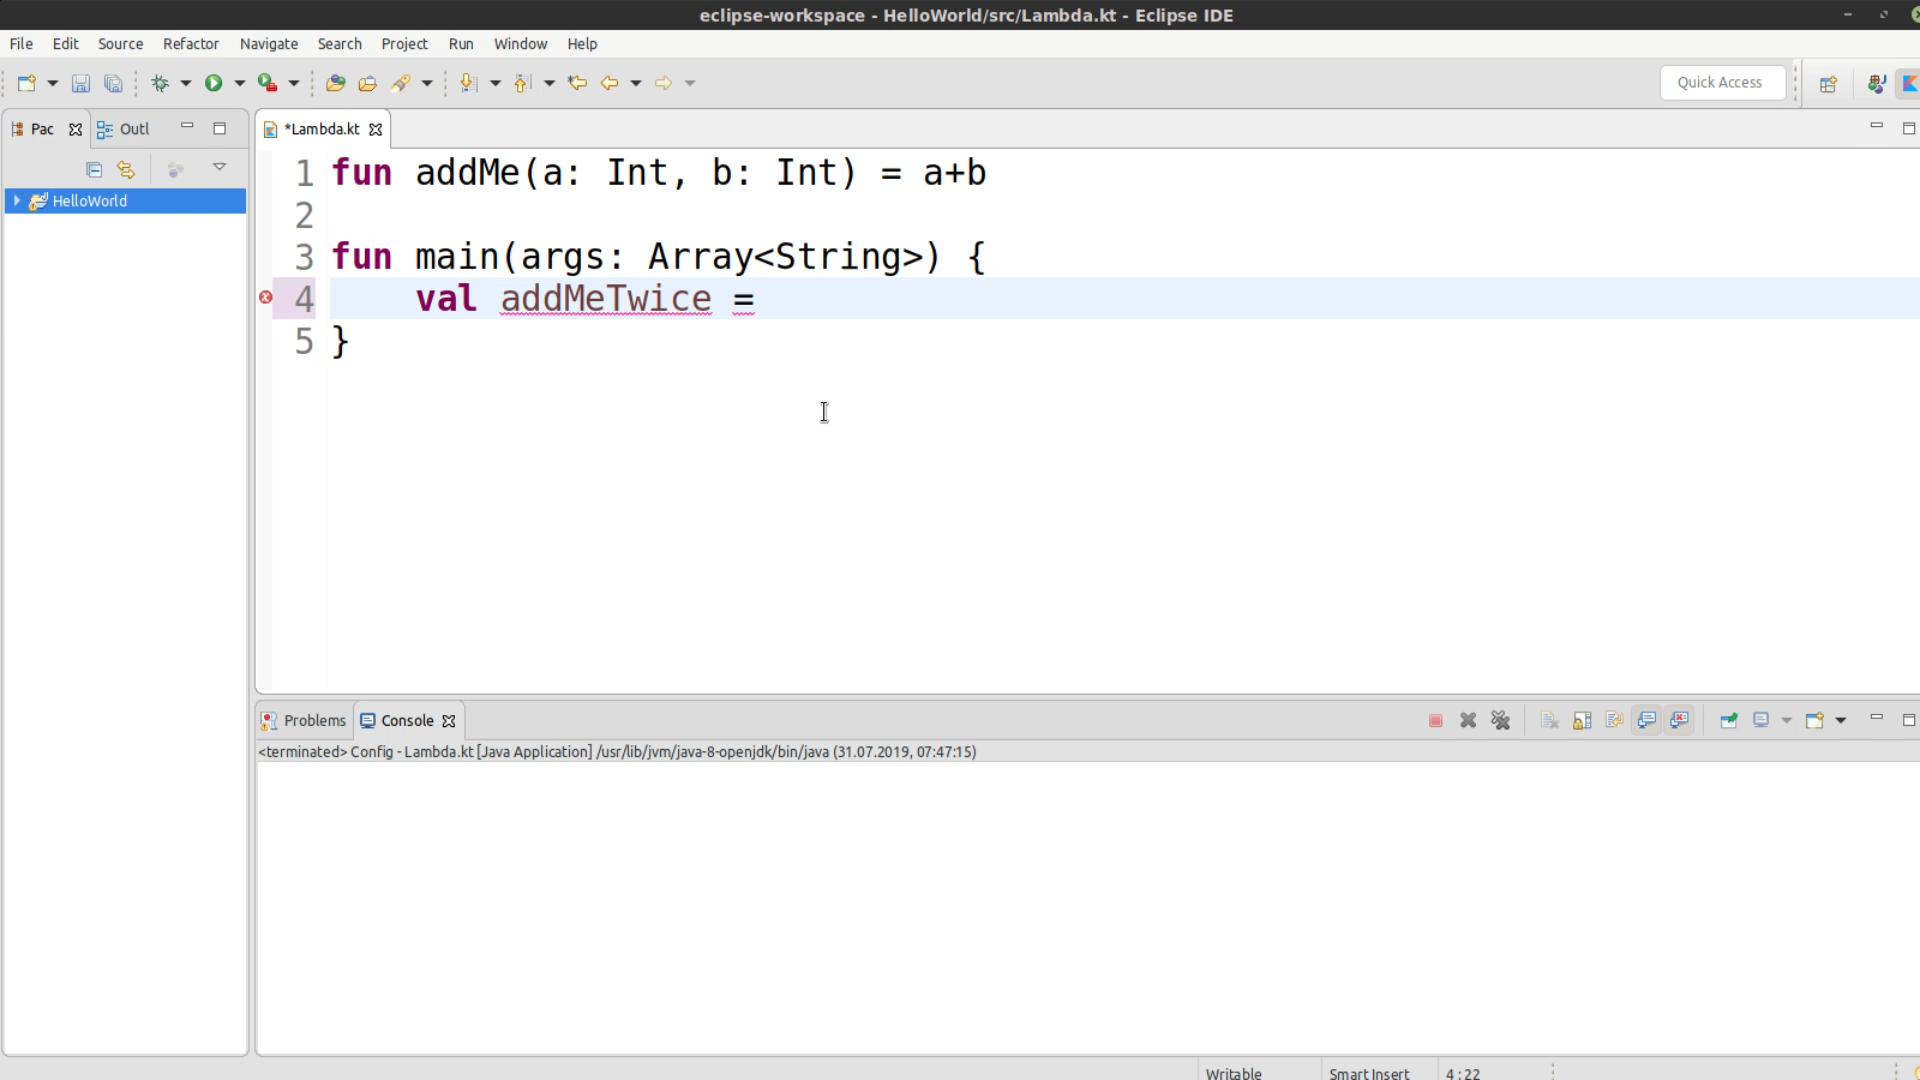 eclipse-workspace - HelloWorld/src/Lambda.kt - Eclipse IDE
File Edit Source Refactor Navigate Search Project Run Window Help
Quick Access
Pac Outl
*Lambda.kt
HelloWorld
1 fun addMe(a: Int, b: Int) = a+b
2
3 fun main(args: Array<String>) {
4 val addMeTwice =
5 }
Problems Console
<terminated> Config - Lambda.kt [Java Application] /usr/lib/jvm/java-8-openjdk/bin/java (31.07.2019, 07:47:15)
Writable Smart Insert 4 : 22